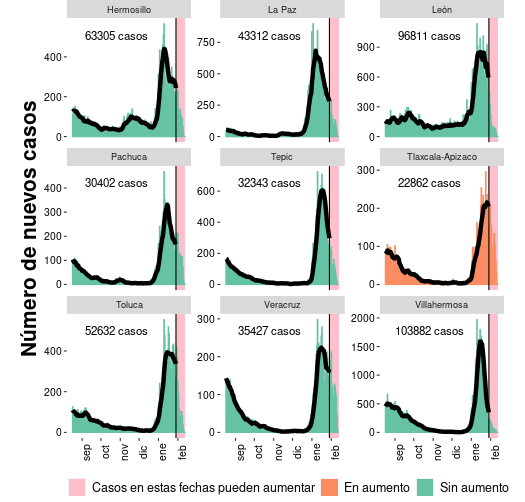 Número de nuevos casos
Hermosillo
La Paz
León
63305 casos
43312 casos
96811 casos
400
200
0
750
500
250
0
900
600
300
0
Pachuca
Tepic
Tlaxcala-Apizaco
30402 casos
32343 casos
22862 casos
400
300
200
100
0
600
400
200
0
300
200
100
0
Toluca
Veracruz
Villahermosa
52632 casos
35427 casos
103882 casos
400
200
0
300
200
100
0
2000
1500
1000
500
0
sep oct nov dic ene feb
sep oct nov dic ene feb
sep oct nov dic ene feb
Casos en estas fechas pueden aumentar En aumento Sin aumento